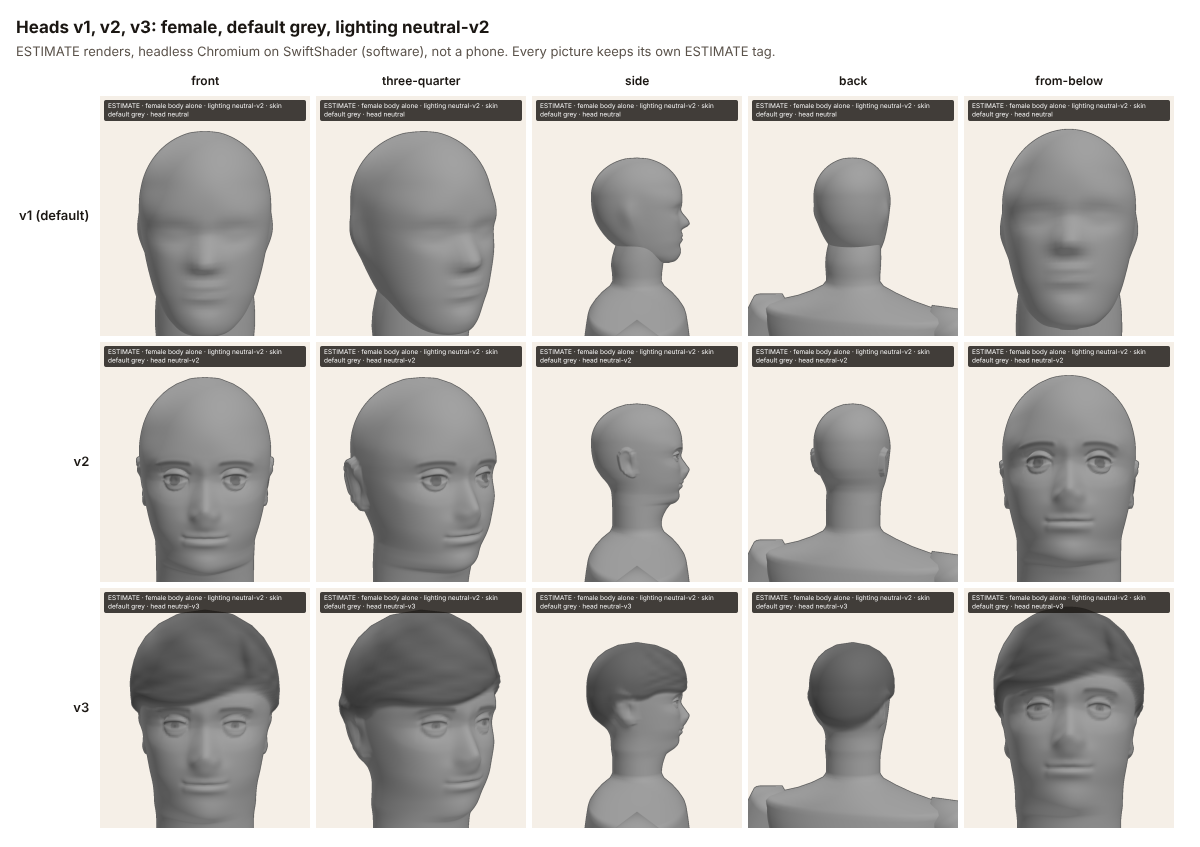 Heads v1, v2, v3: female, default grey, lighting neutral-v2
ESTIMATE renders, headless Chromium on SwiftShader (software), not a phone. Every picture keeps its own ESTIMATE tag.
front three-quarter side back from-below
ESTIMATE · female body alone · lighting neutral-v2 · skin
default grey · head neutral
ESTIMATE · female body alone · lighting neutral-v2 · skin
default grey · head neutral
ESTIMATE · female body alone · lighting neutral-v2 · skin
default grey · head neutral
ESTIMATE · female body alone · lighting neutral-v2 · skin
default grey · head neutral
ESTIMATE · female body alone · lighting neutral-v2 · skin
default grey · head neutral
v1 (default)
ESTIMATE · female body alone · lighting neutral-v2 · skin
default grey · head neutral-v2
ESTIMATE · female body alone · lighting neutral-v2 · skin
default grey · head neutral-v2
ESTIMATE · female body alone · lighting neutral-v2 · skin
default grey · head neutral-v2
ESTIMATE · female body alone · lighting neutral-v2 · skin
default grey · head neutral-v2
ESTIMATE · female body alone · lighting neutral-v2 · skin
default grey · head neutral-v2
v2
ESTIMATE · female body alone · lighting neutral-v2 · skin
default grey · head neutral-v3
ESTIMATE · female body alone · lighting neutral-v2 · skin
default grey · head neutral-v3
ESTIMATE · female body alone · lighting neutral-v2 · skin
default grey · head neutral-v3
ESTIMATE · female body alone · lighting neutral-v2 · skin
default grey · head neutral-v3
ESTIMATE · female body alone · lighting neutral-v2 · skin
default grey · head neutral-v3
v3